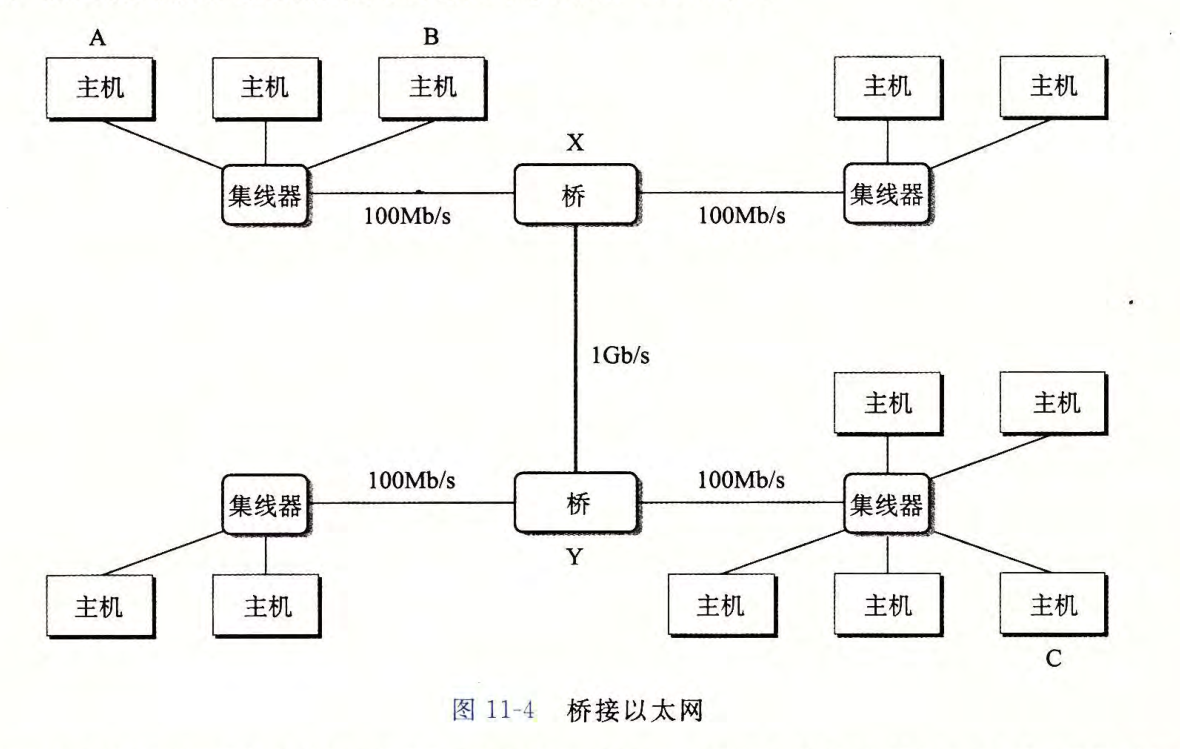 A
B
主机
主机
主机
主机
主机
X
集线器
桥
集线器
100Mb/s
100Mb/s
1Gb/s
主机
主机
100Mb/s
100Mb/s
集线器
桥
集线器
Y
主机
主机
主机
主机
主机
C
图 11-4 桥接以太网